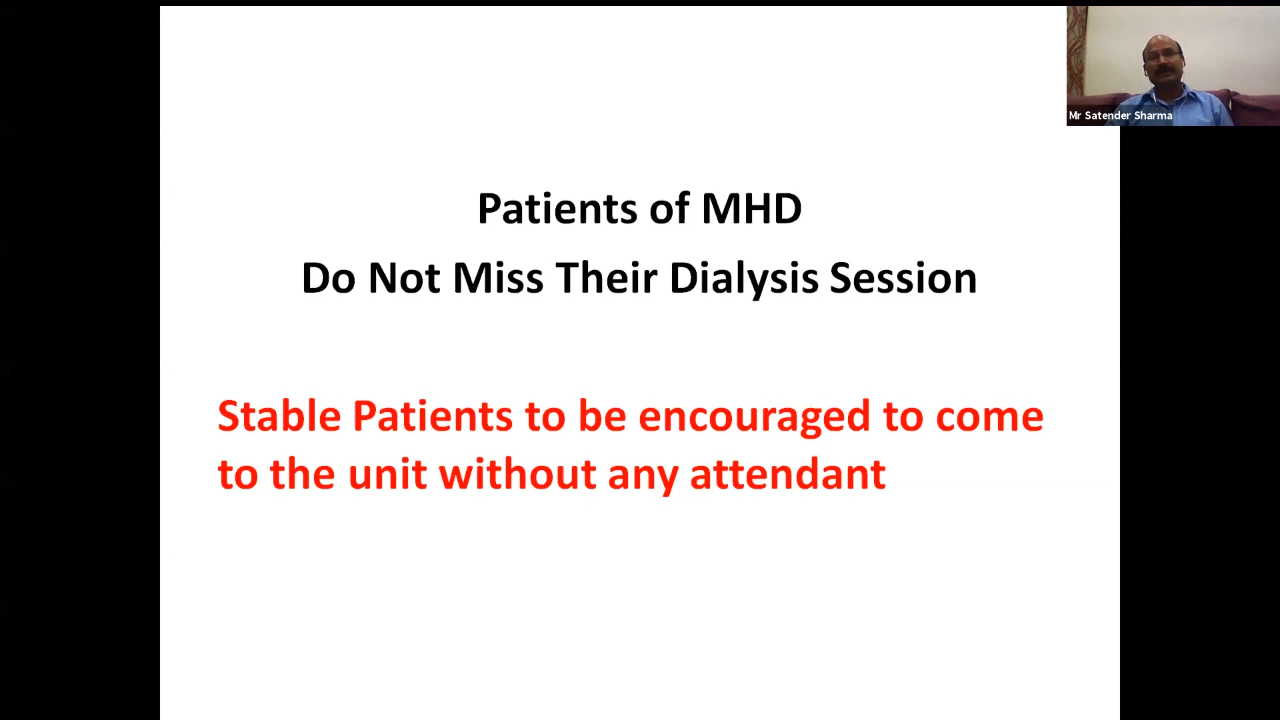 Mr Satender Sharma
Patients of MHD
Do Not Miss Their Dialysis Session
Stable Patients to be encouraged to come
to the unit without any attendant